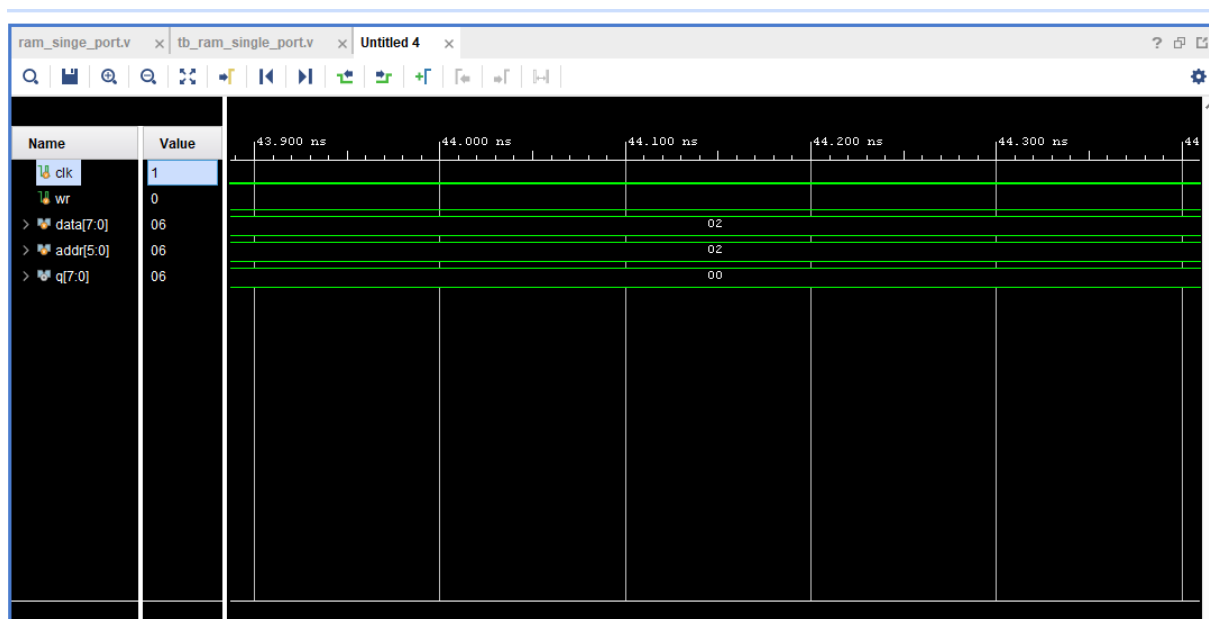 ram_singe_port.v × tb_ram_single_port.v × Untitled 4 × ?
Name Value 43.900 ns 44.000 ns 44.100 ns 44.200 ns 44.300 ns 44
clk 1
wr 0
> data[7:0] 06 02
> addr[5:0] 06 02
> q[7:0] 06 00